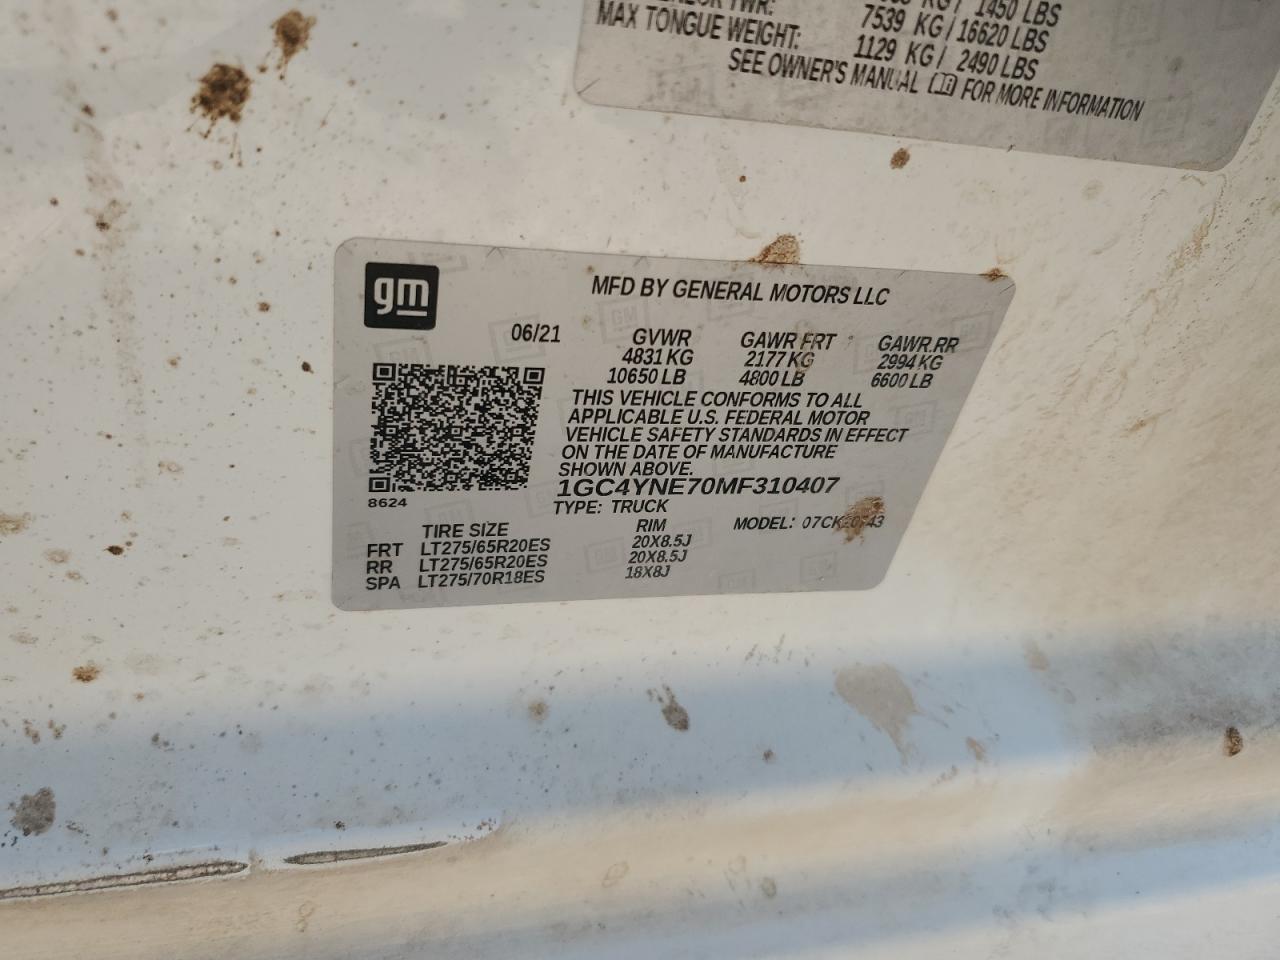 1450 LBS
7539 KG / 16620 LBS
MAX TONGUE WEIGHT: 1129 KG / 2490 LBS
SEE OWNER'S MANUAL FOR MORE INFORMATION
gm
MFD BY GENERAL MOTORS LLC
06/21 GVWR GAWR FRT GAWR.RR
4831 KG 2177 KG 2994 KG
10650 LB 4800 LB 6600 LB
THIS VEHICLE CONFORMS TO ALL
APPLICABLE U.S. FEDERAL MOTOR
VEHICLE SAFETY STANDARDS IN EFFECT
ON THE DATE OF MANUFACTURE
SHOWN ABOVE.
1GC4YNE70MF310407
8624
TYPE: TRUCK
MODEL:
TIRE SIZE RIM
FRT LT275/65R20ES 20X8.5J
RR LT275/65R20ES 20X8.5J
SPA LT275/70R18ES 18X8J